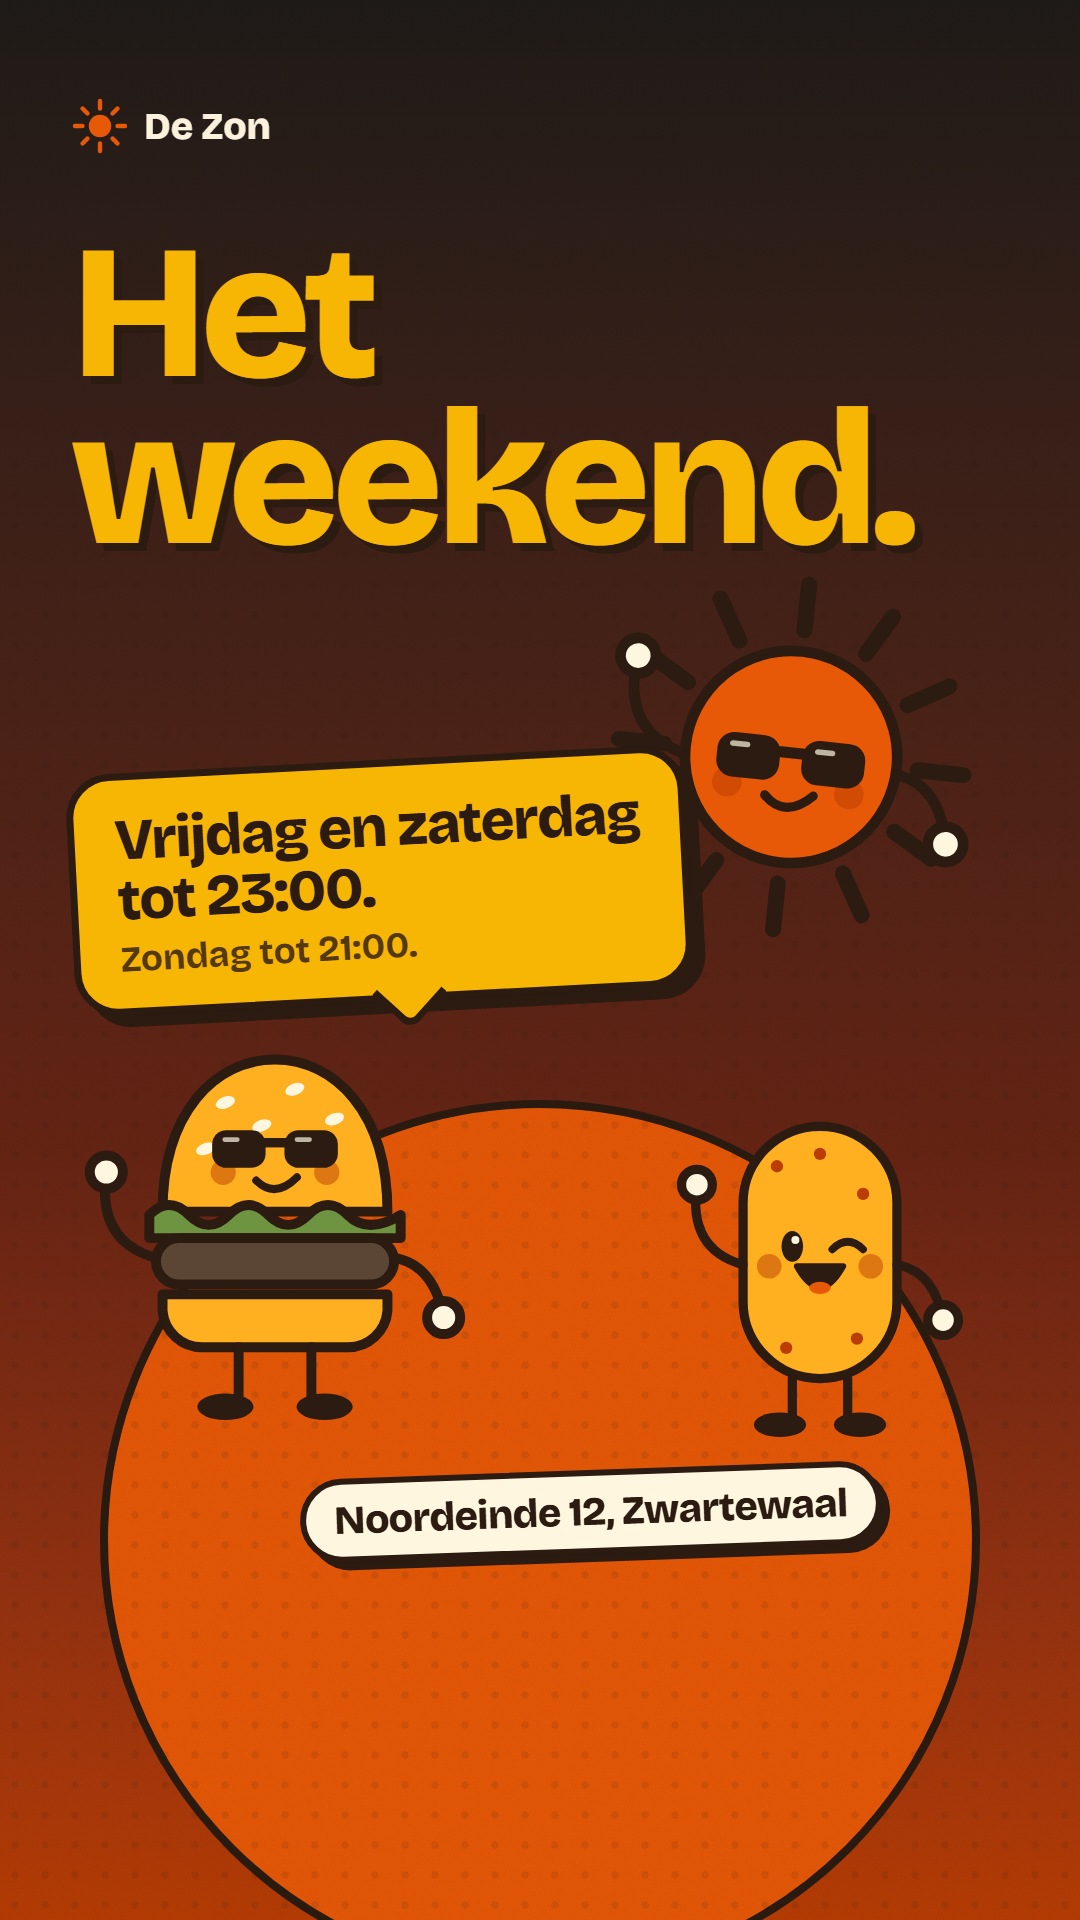 De Zon
Het
weekend.
Vrijdag en zaterdag
tot 23:00.
Zondag tot 21:00.
Noordeinde 12, Zwartewaal